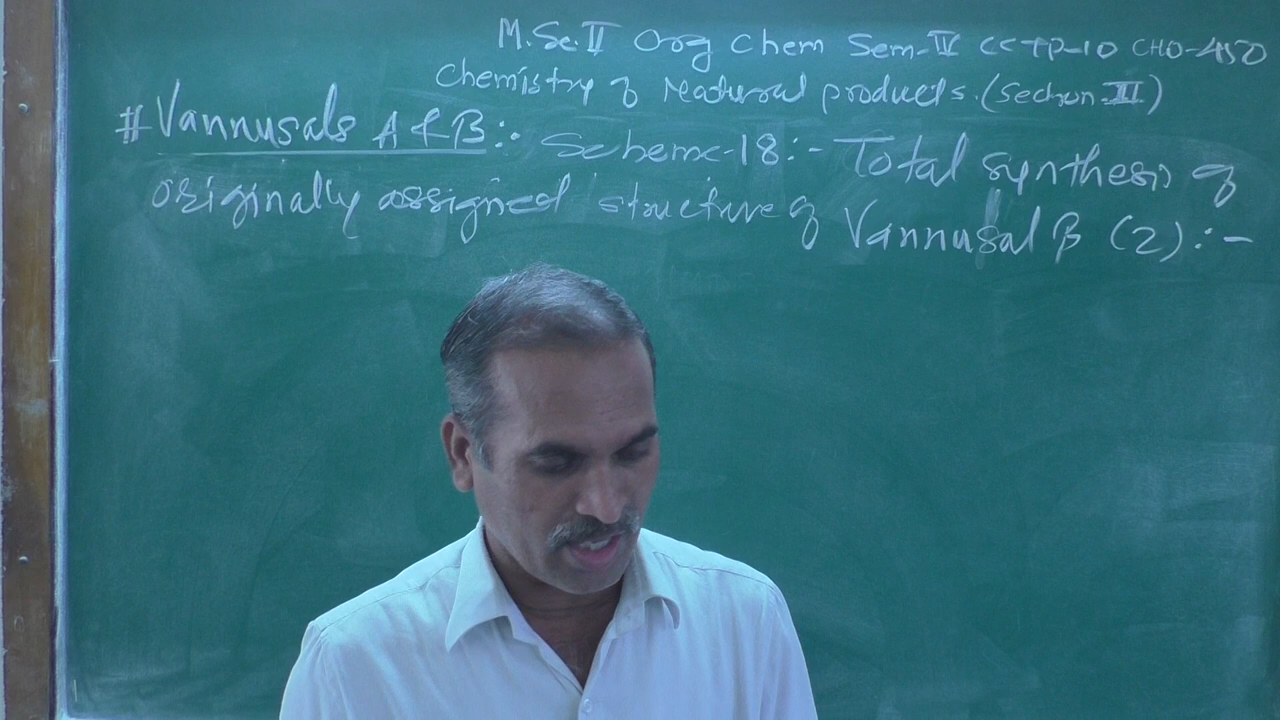 M.Sc.II Org Chem Sem-IV CCTP-10 CHO-450
Chemistry of Natural products.(Section-II)
# Vannusals A & B:- Scheme-18:- Total synthesis of
originally assigned structure of Vannusal B (2):-